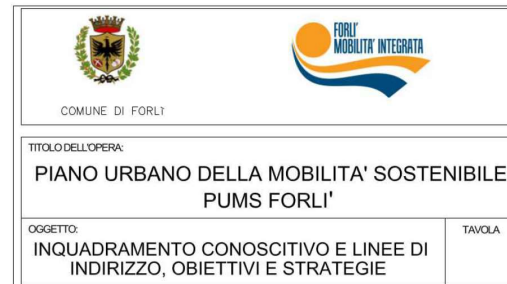 FORLI'
MOBILITA' INTEGRATA
COMUNE DI FORLì
TITOLO DELL'OPERA:
PIANO URBANO DELLA MOBILITA' SOSTENIBILE
PUMS FORLI'
OGGETTO:
TAVOLA
INQUADRAMENTO CONOSCITIVO E LINEE DI
INDIRIZZO, OBIETTIVI E STRATEGIE